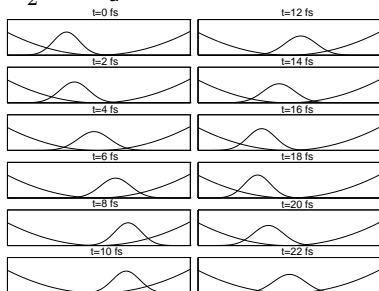 t=0 fs
t=2 fs
t=4 fs
t=6 fs
t=8 fs
t=10 fs
t=12 fs
t=14 fs
t=16 fs
t=18 fs
t=20 fs
t=22 fs